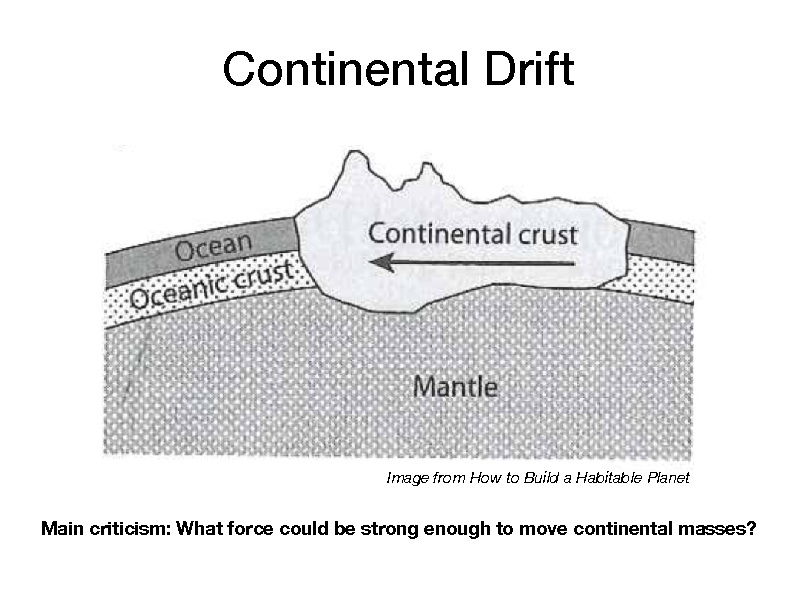 Continental Drift
Ocean
Continental crust
Oceanic crust
Mantle
Image from How to Build a Habitable Planet
Main criticism: What force could be strong enough to move continental masses?